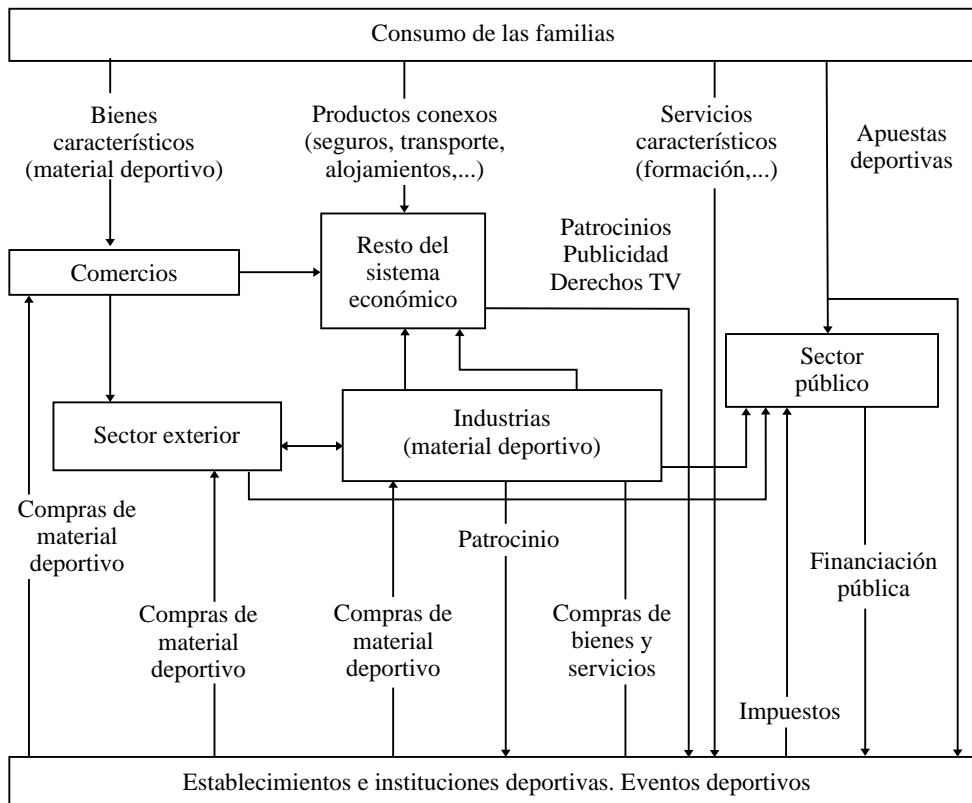 Consumo de las familias
Bienes
característicos
(material deportivo)
Productos conexos
(seguros, transporte,
alojamientos,...)
Servicios
característicos
(formación,...)
Apuestas
deportivas
Patrocinios
Publicidad
Derechos TV
Comercios
Resto del
sistema
económico
Sector
público
Sector exterior
Industrias
(material deportivo)
Compras de
material
deportivo
Patrocinio
Financiación
pública
Compras de
material
deportivo
Compras de
material
deportivo
Compras de
bienes y
servicios
Impuestos
Establecimientos e instituciones deportivas. Eventos deportivos